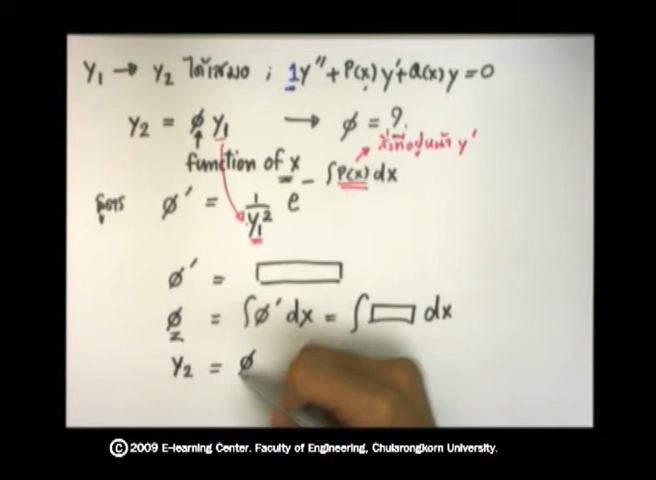 y₁ → y₂ ได้เสมอ ; 1y″ + P(x)y′ + Q(x)y = 0
y₂ = φ y₁ → φ = ?
สิ่งที่อยู่หน้า y′
function of x
สูตร φ′ = 1/y₁² e^(−∫P(x)dx)
φ′ = ▭
φ = ∫φ′ dx = ∫▭ dx
y₂ = φ
© 2009 E-learning Center. Faculty of Engineering, Chularongkorn University.